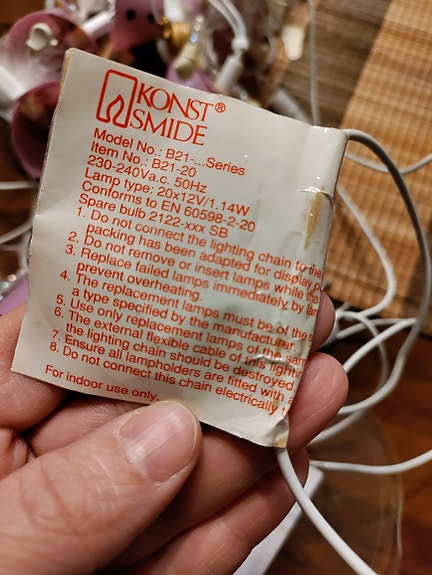 KONST®
SMIDE
Model No.: B21-...Series
Item No.: B21-20
230-240Va.c. 50Hz
Lamp type: 20x12V/1.14W
Conforms to EN 60598-2-20
Spare bulb 2122-xxx SB
1. Do not connect the lighting chain to the
packing has been adapted for display
2. Do not remove or insert lamps while the
3. Replace failed lamps immediately by
prevent overheating.
4. The replacement lamps must be of the
a type specified by the manufacturer.
5. Use only replacement lamps of the
6. The external flexible cable of this
the lighting chain should be destroyed
7. Ensure all lampholders are fitted with a
8. Do not connect this chain electrically
For indoor use only.